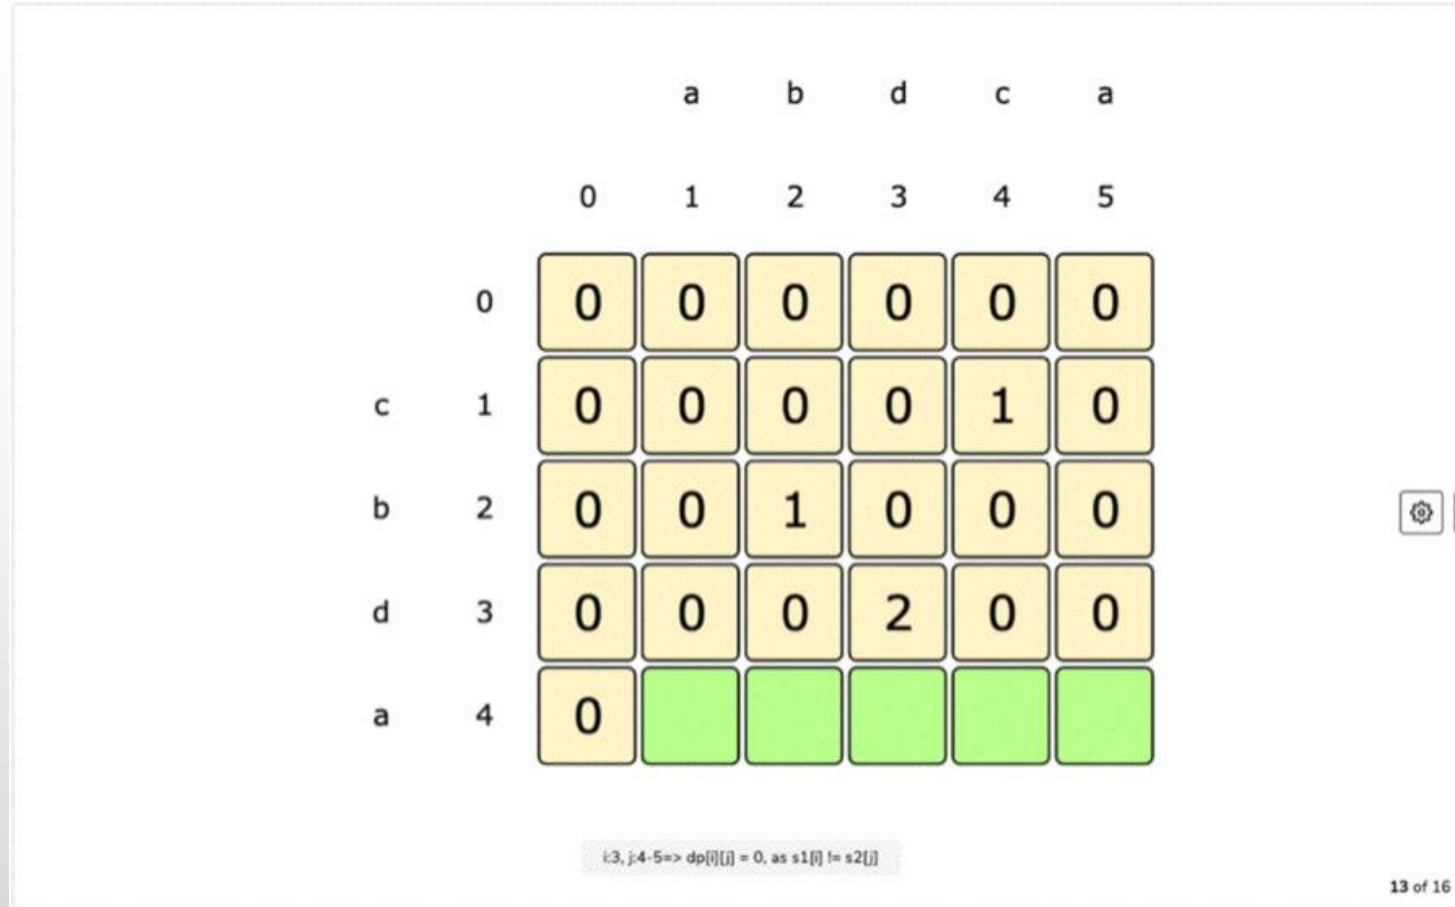 a b d c a
0 1 2 3 4 5
0 0 0 0 0 0 0
c 1 0 0 0 0 1 0
b 2 0 0 1 0 0 0
d 3 0 0 0 2 0 0
a 4 0
i:3, j:4-5=> dp[i][j] = 0, as s1[i] != s2[j]
13 of 16